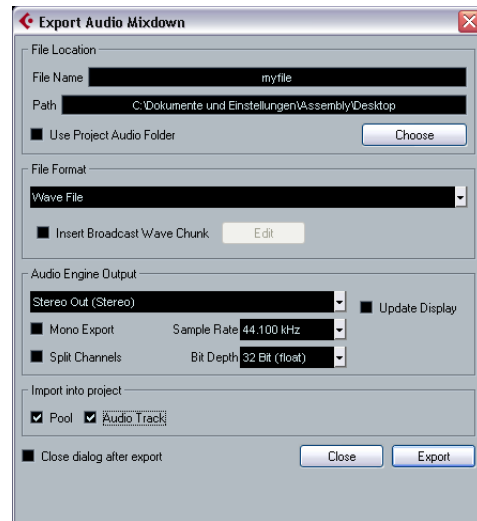 Export Audio Mixdown
File Location
File Name myfile
Path C:\Dokumente und Einstellungen\Assembly\Desktop
Use Project Audio Folder Choose
File Format
Wave File
Insert Broadcast Wave Chunk Edit
Audio Engine Output
Stereo Out (Stereo)
Update Display
Mono Export Sample Rate 44.100 kHz
Split Channels Bit Depth 32 Bit (float)
Import into project
Pool Audio Track
Close dialog after export Close Export